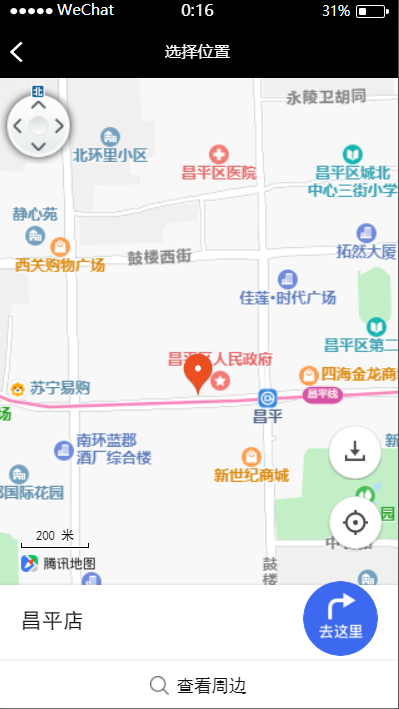 WeChat
0:16
31%
选择位置
北
永陵卫胡同
北环里小区
昌平区医院
昌平区城北
中心三街小学
静心苑
西关购物广场
鼓楼西街
拓然大厦
佳莲·时代广场
昌平区第二
昌平区人民政府
四海金龙商
苏宁易购
昌平线
场
昌平
南环蓝郡
酒厂综合楼
新世纪商城
新
国际花园
园
200 米
腾讯地图
鼓
楼
昌平店
去这里
查看周边